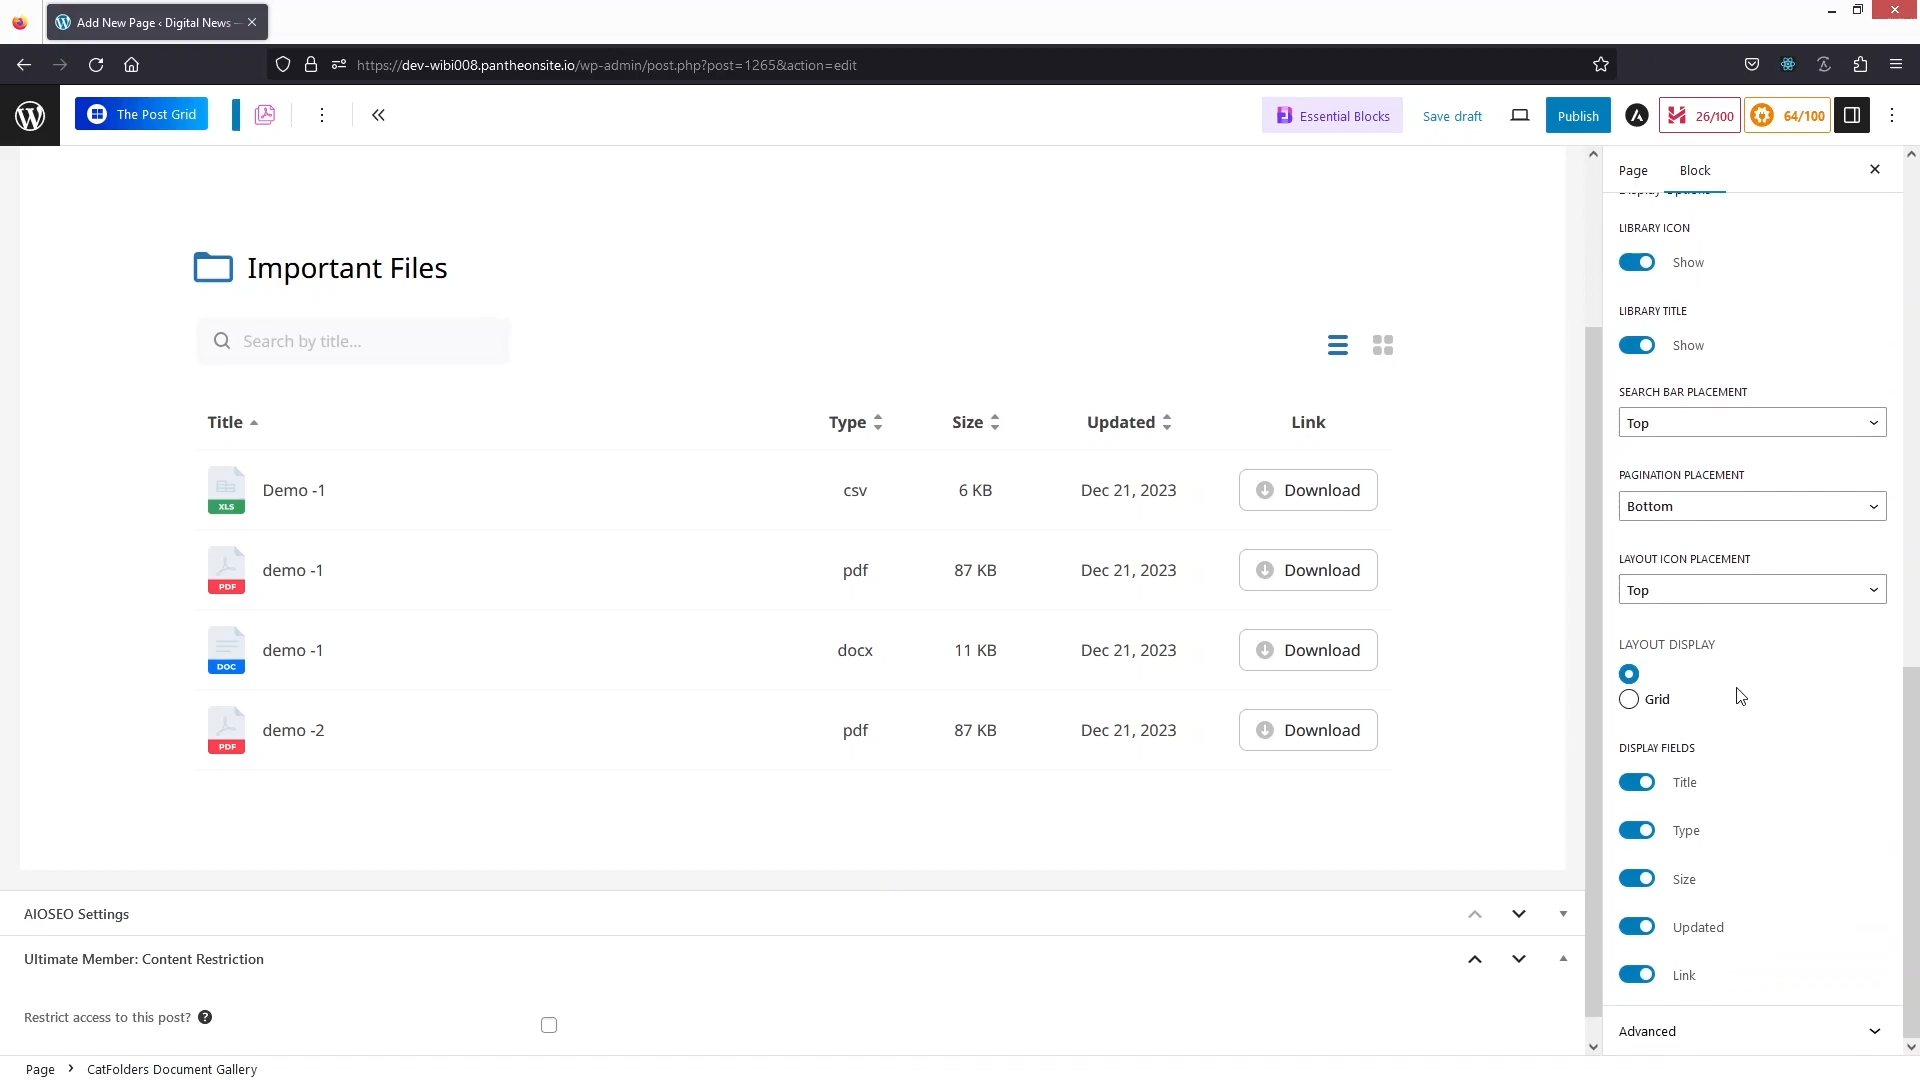 Add New Page ‹ Digital News —
https://dev-wibi008.pantheonsite.io/wp-admin/post.php?post=1265&action=edit
The Post Grid
Essential Blocks
Save draft
Publish
26/100
64/100
Page
Block
Display Options
LIBRARY ICON
Show
LIBRARY TITLE
Show
SEARCH BAR PLACEMENT
Top
PAGINATION PLACEMENT
Bottom
LAYOUT ICON PLACEMENT
Top
LAYOUT DISPLAY
Grid
DISPLAY FIELDS
Title
Type
Size
Updated
Link
Advanced
Important Files
Search by title...
Title Type Size Updated Link
XLS Demo -1 csv 6 KB Dec 21, 2023 Download
PDF demo -1 pdf 87 KB Dec 21, 2023 Download
DOC demo -1 docx 11 KB Dec 21, 2023 Download
PDF demo -2 pdf 87 KB Dec 21, 2023 Download
AIOSEO Settings
Ultimate Member: Content Restriction
Restrict access to this post? ?
Page › CatFolders Document Gallery